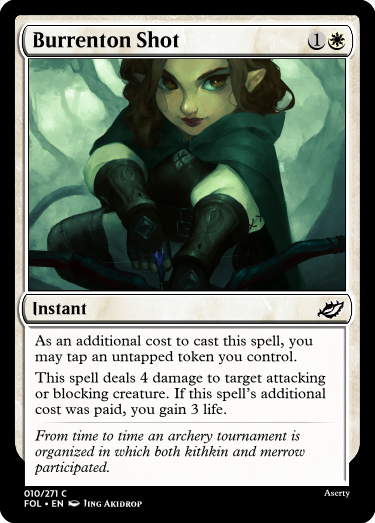 Burrenton Shot 1
Instant
As an additional cost to cast this spell, you
may tap an untapped token you control.
This spell deals 4 damage to target attacking
or blocking creature. If this spell's additional
cost was paid, you gain 3 life.
From time to time an archery tournament is
organized in which both kithkin and merrow
participated.
010/271 C
FOL • EN JING AKIDROP
Aserty